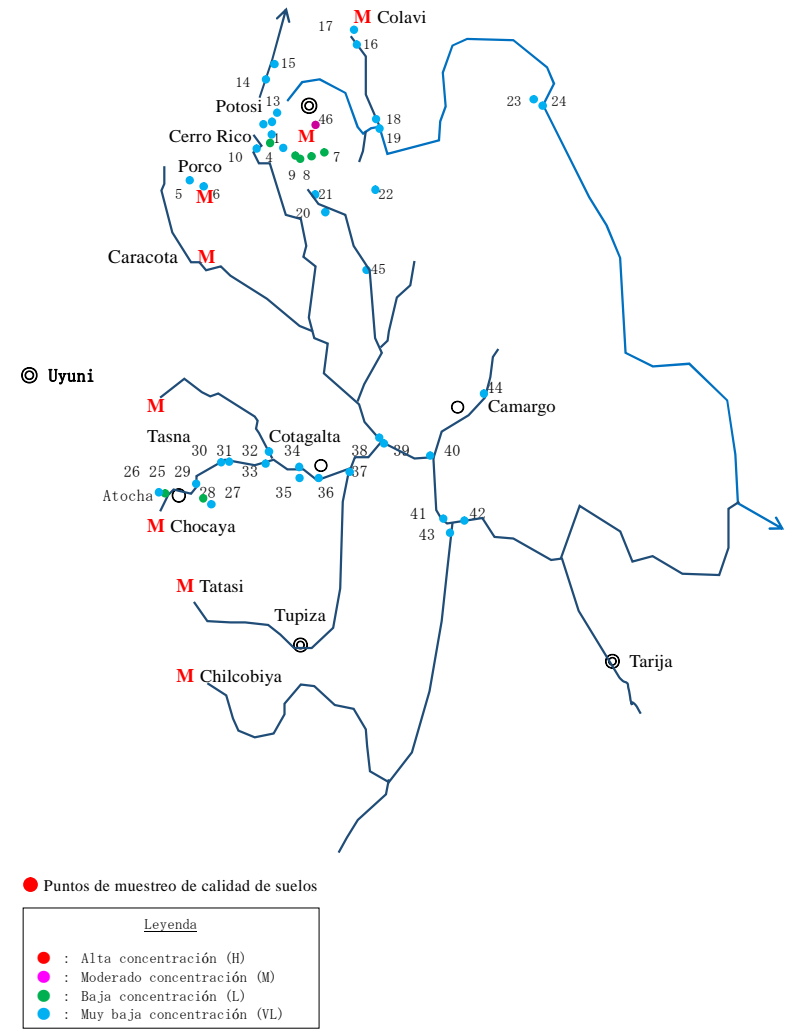 17 M Colavi
16
15
14
13
Potosi
46
18
23 24
Cerro Rico 1 M
19
10 4 9 8 7
Porco
5 6
M
21 22
20
Caracota M
45
Uyuni
44
M
Camargo
Tasna
Cotagalta
30 31 32 34 38 39 40
33 37
26 25 29
28 27 35 36
Atocha
41 42
M Chocaya
43
M Tatasi
Tupiza
Tarija
M Chilcobiya
Puntos de muestreo de calidad de suelos
Leyenda
: Alta concentración (H)
: Moderado concentración (M)
: Baja concentración (L)
: Muy baja concentración (VL)